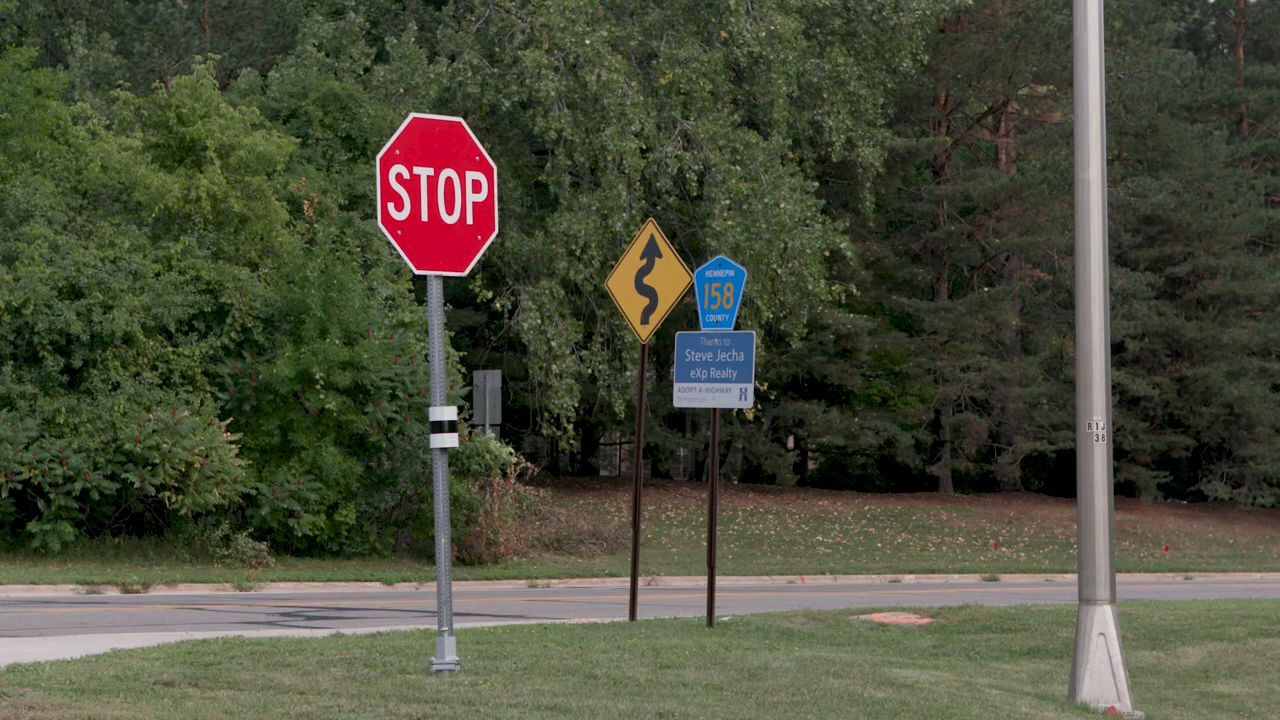 STOP
HENNEPIN
158
COUNTY
Thanks to
Steve Jecha
eXp Realty
ADOPT-A-HIGHWAY
R1J
38